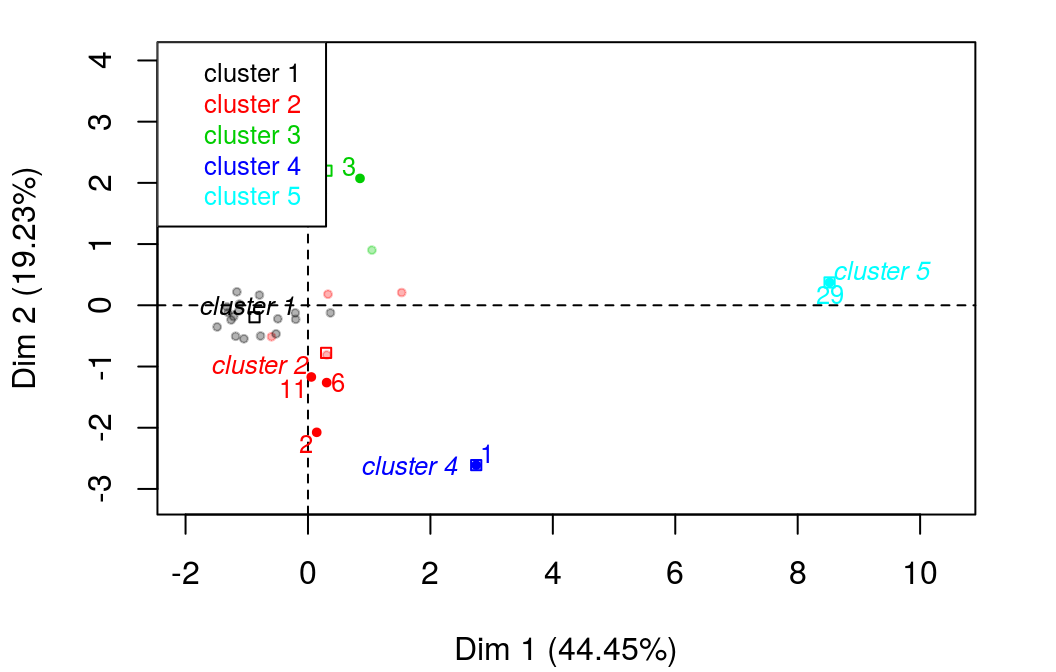 4
3
2
1
0
-1
-2
-3
Dim 2 (19.23%)
cluster 1
cluster 2
cluster 3
cluster 4
cluster 5
3
cluster 5
29
cluster 1
cluster 2
11
6
2
1
cluster 4
-2 0 2 4 6 8 10
Dim 1 (44.45%)